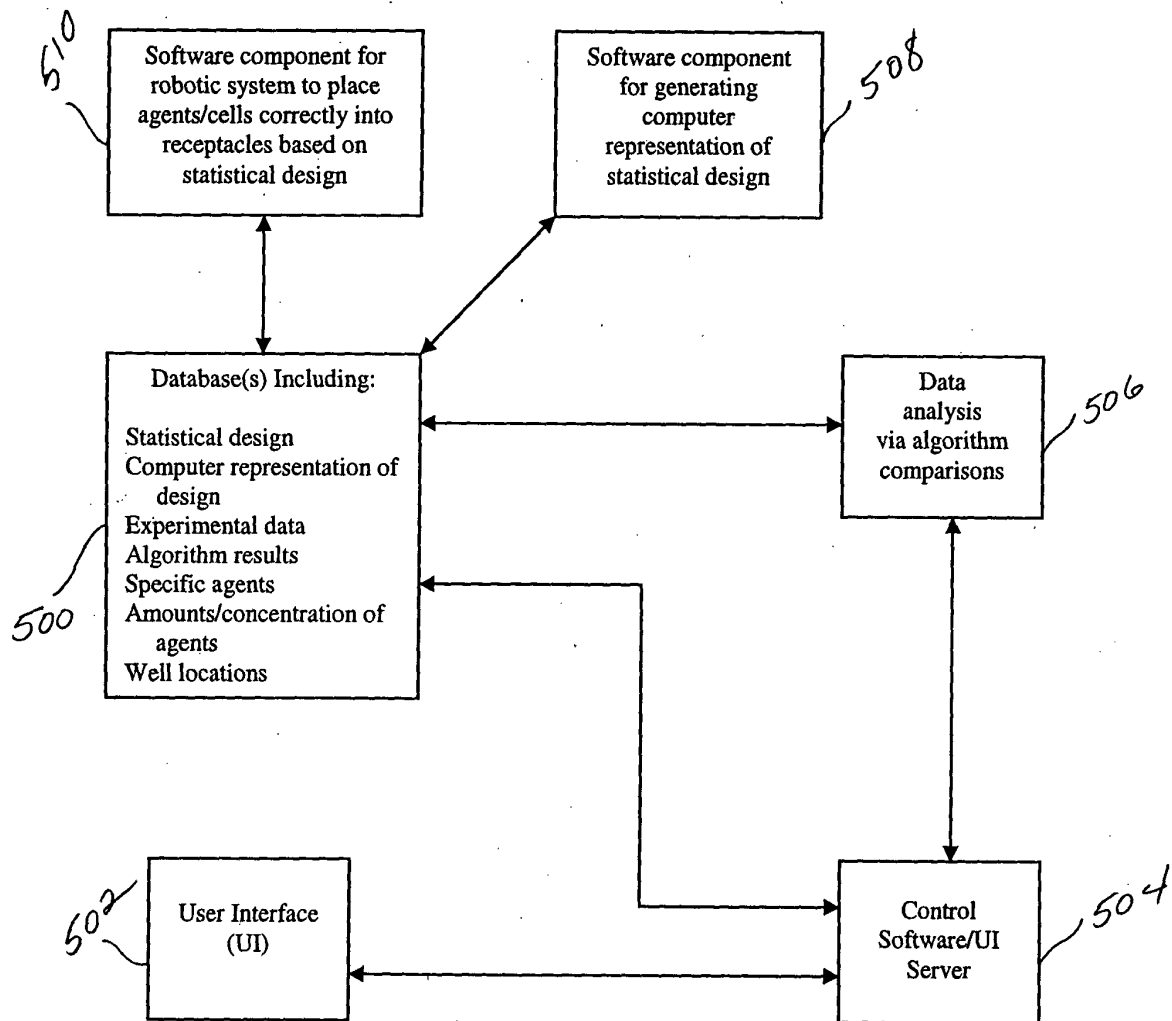 510
Software component for
robotic system to place
agents/cells correctly into
receptacles based on
statistical design
Software component
for generating
computer
representation of
statistical design
508
Database(s) Including:
Statistical design
Computer representation of
design
Experimental data
Algorithm results
Specific agents
Amounts/concentration of
agents
Well locations
500
Data
analysis
via algorithm
comparisons
506
502
User Interface
(UI)
Control
Software/UI
Server
504